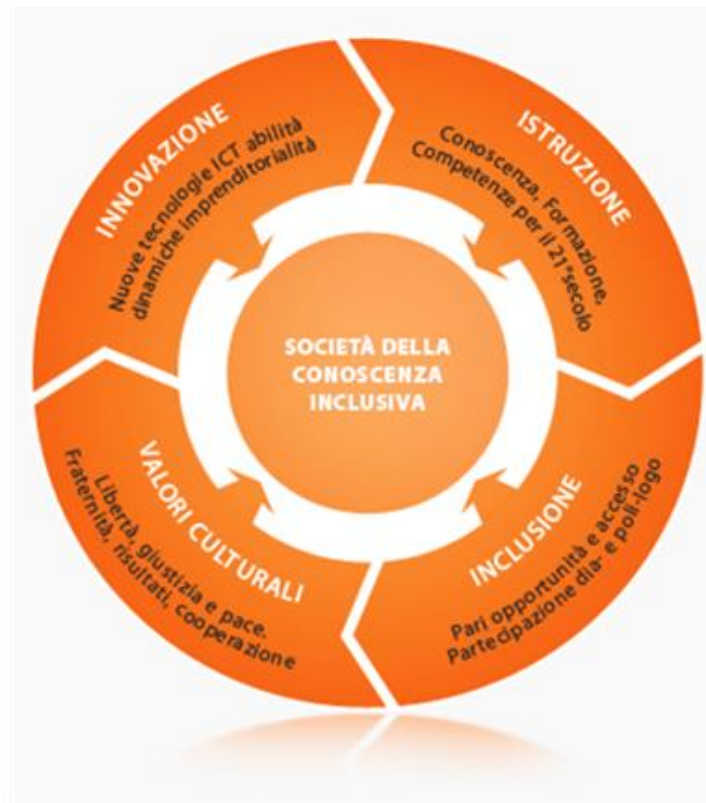 INNOVAZIONE
Nuove tecnologie ICT abilità
dinamiche imprenditorialità
ISTRUZIONE
Conoscenza, Formazione.
Competenze per il 21°secolo
SOCIETÀ DELLA
CONOSCENZA
INCLUSIVA
VALORI CULTURALI
Libertà, giustizia e pace.
Fraternità, risultati, cooperazione
INCLUSIONE
Pari opportunità e accesso
Partecipazione dia- e poli-logo